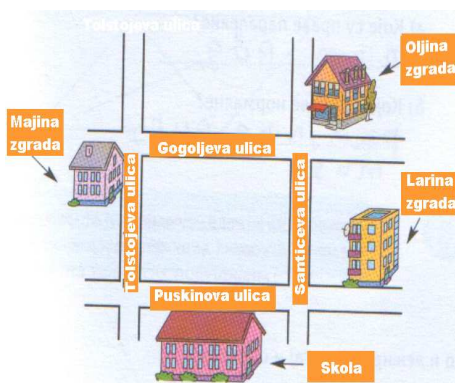 Tolstojeva ulica
Oljina
zgrada
Majina
zgrada
Gogoljeva ulica
Tolstojeva ulica
Santiceva ulica
Larina
zgrada
Puskinova ulica
Skola